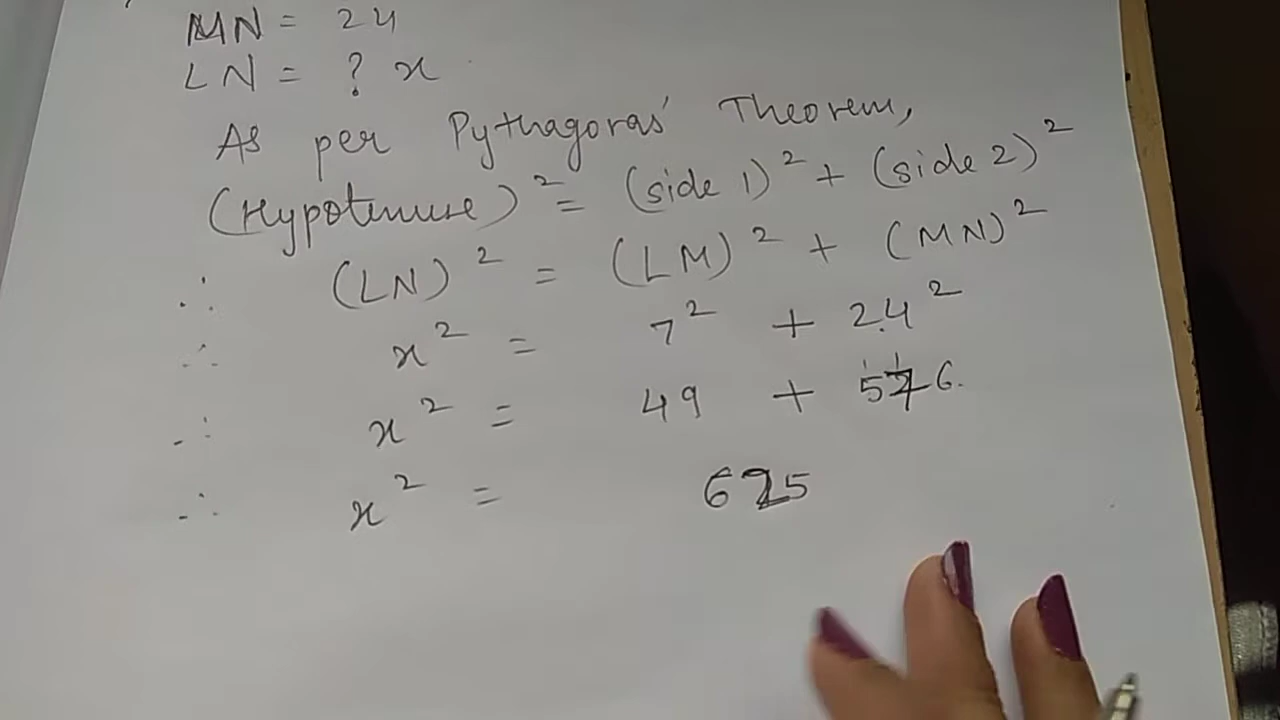 MN = 24
LN = ? x
As per Pythagoras' Theorem,
(Hypotenuse)² = (side 1)² + (side 2)²
∴ (LN)² = (LM)² + (MN)²
∴ x² = 7² + 24²
∴ x² = 49 + 576
∴ x² = 625